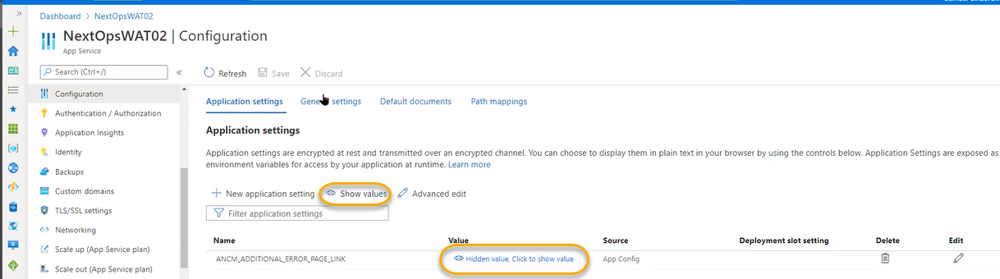 Dashboard > NextOpsWAT02
NextOpsWAT02 | Configuration
App Service
Search (Ctrl+/)
«
Refresh
Save
Discard
Configuration
Authentication / Authorization
Application Insights
Identity
Backups
Custom domains
TLS/SSL settings
Networking
Scale up (App Service plan)
Scale out (App Service plan)
Application settings
General settings
Default documents
Path mappings
Application settings
Application settings are encrypted at rest and transmitted over an encrypted channel. You can choose to display them in plain text in your browser by using the controls below. Application Settings are exposed as
environment variables for access by your application at runtime. Learn more
New application setting
Show values
Advanced edit
Filter application settings
Name Value Source Deployment slot setting Delete Edit
ANCM_ADDITIONAL_ERROR_PAGE_LINK Hidden value. Click to show value App Config